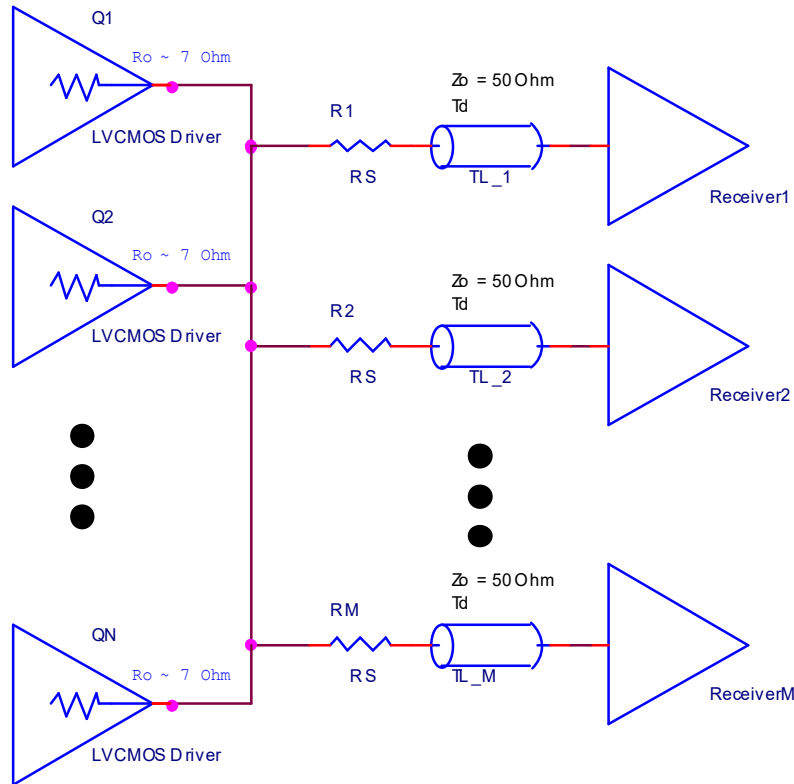 Q1
Ro ~ 7 Ohm
LVCMOS Driver
R1
RS
Zo = 50 Ohm
Td
TL_1
Receiver1
Q2
Ro ~ 7 Ohm
LVCMOS Driver
R2
RS
Zo = 50 Ohm
Td
TL_2
Receiver2
QN
Ro ~ 7 Ohm
LVCMOS Driver
RM
RS
Zo = 50 Ohm
Td
TL_M
ReceiverM